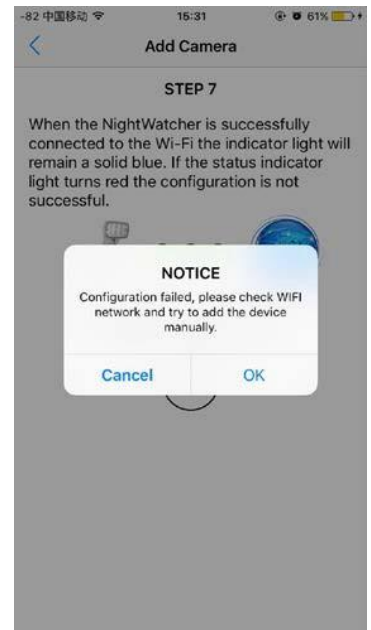 -82 中国移动 15:31 61%
Add Camera
STEP 7
When the NightWatcher is successfully
connected to the Wi-Fi the indicator light will
remain a solid blue. If the status indicator
light turns red the configuration is not
successful.
NOTICE
Configuration failed, please check WIFI
network and try to add the device
manually.
Cancel OK